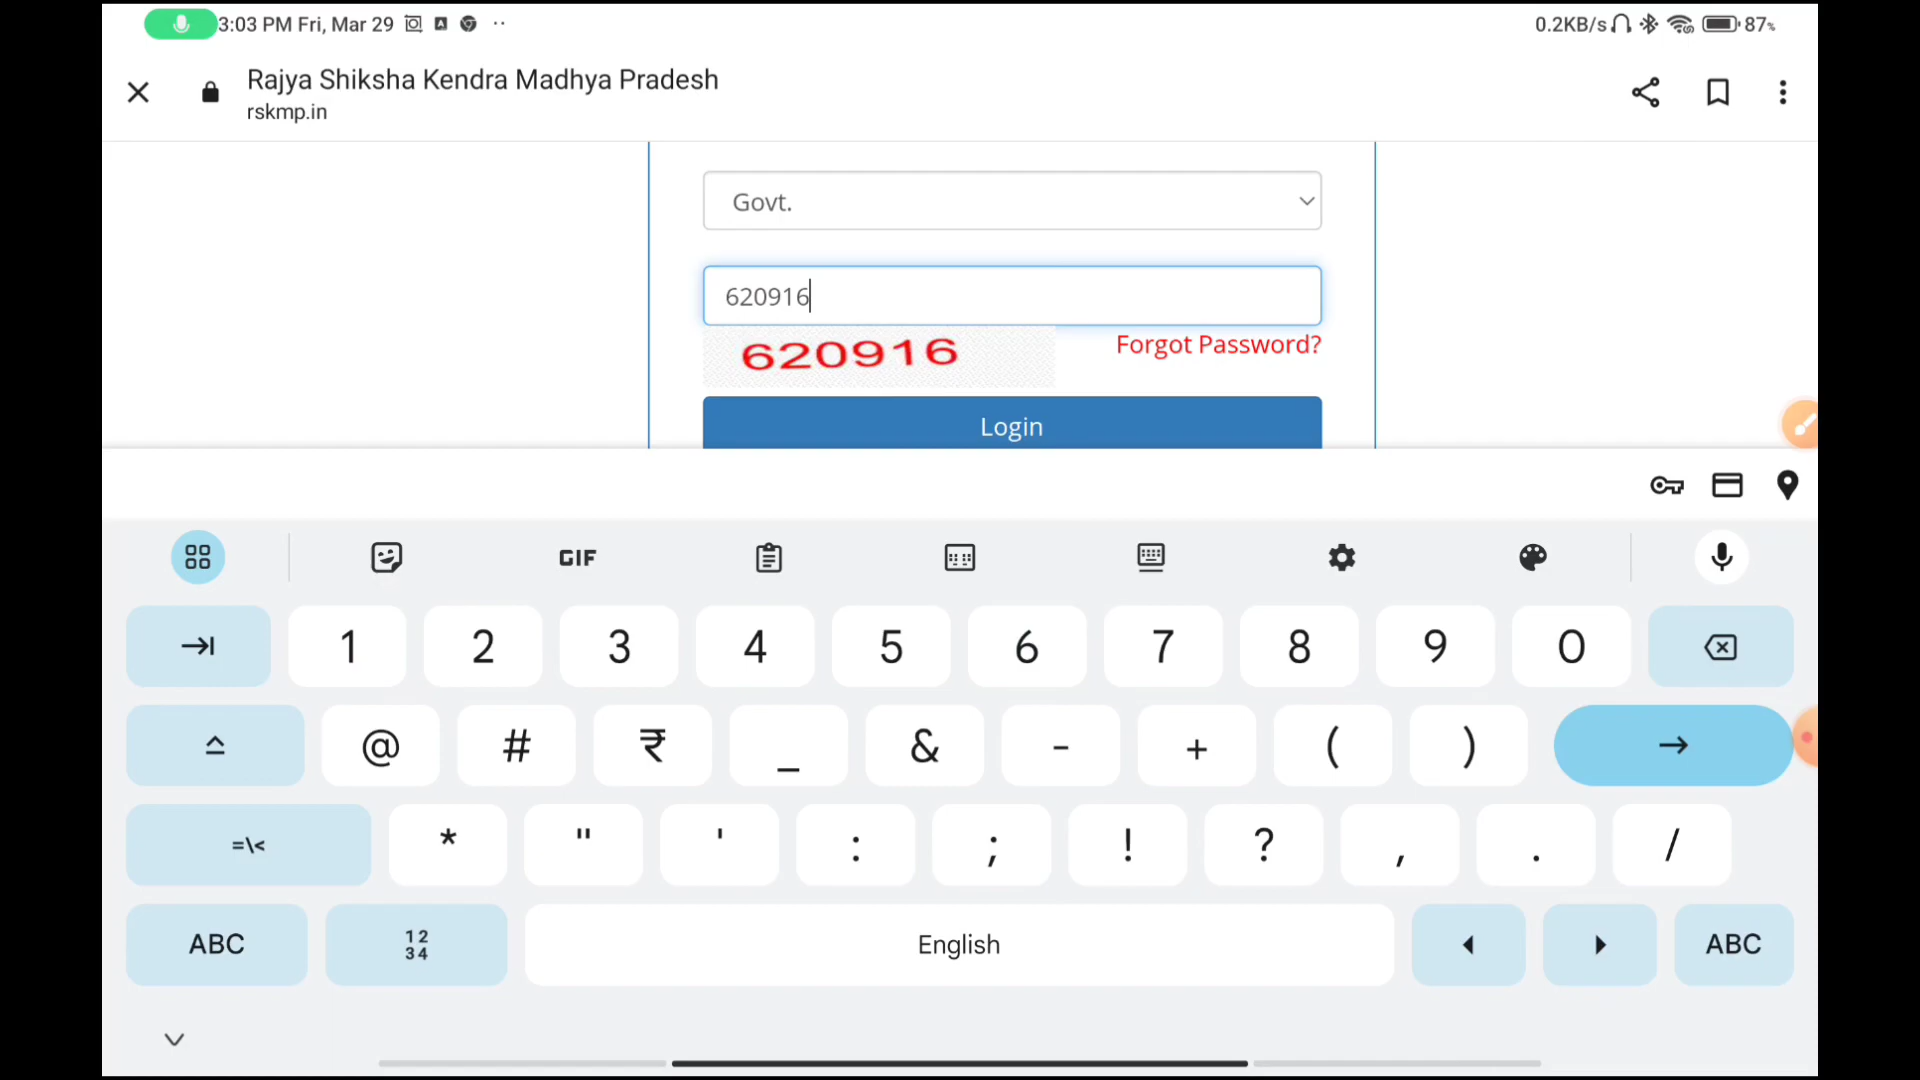 3:03 PM Fri, Mar 29
0.2KB/s
87%
Rajya Shiksha Kendra Madhya Pradesh
rskmp.in
Govt.
620916
620916
Forgot Password?
Login
GIF
1 2 3 4 5 6 7 8 9 0
@ # ₹ _ & - + ( )
=\< * " ' : ; ! ? , . /
ABC 12 34 English ABC